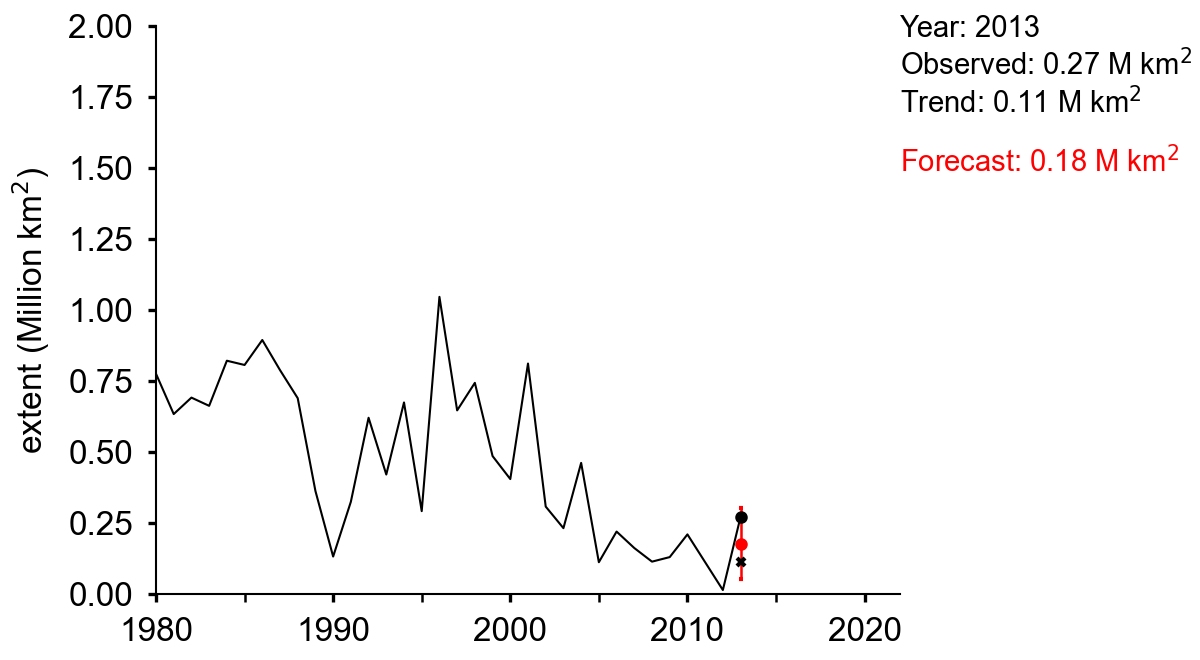 2.00
1.75
1.50
1.25
1.00
0.75
0.50
0.25
0.00
extent (Million km²)
1980 1990 2000 2010 2020
Year: 2013
Observed: 0.27 M km²
Trend: 0.11 M km²
Forecast: 0.18 M km²